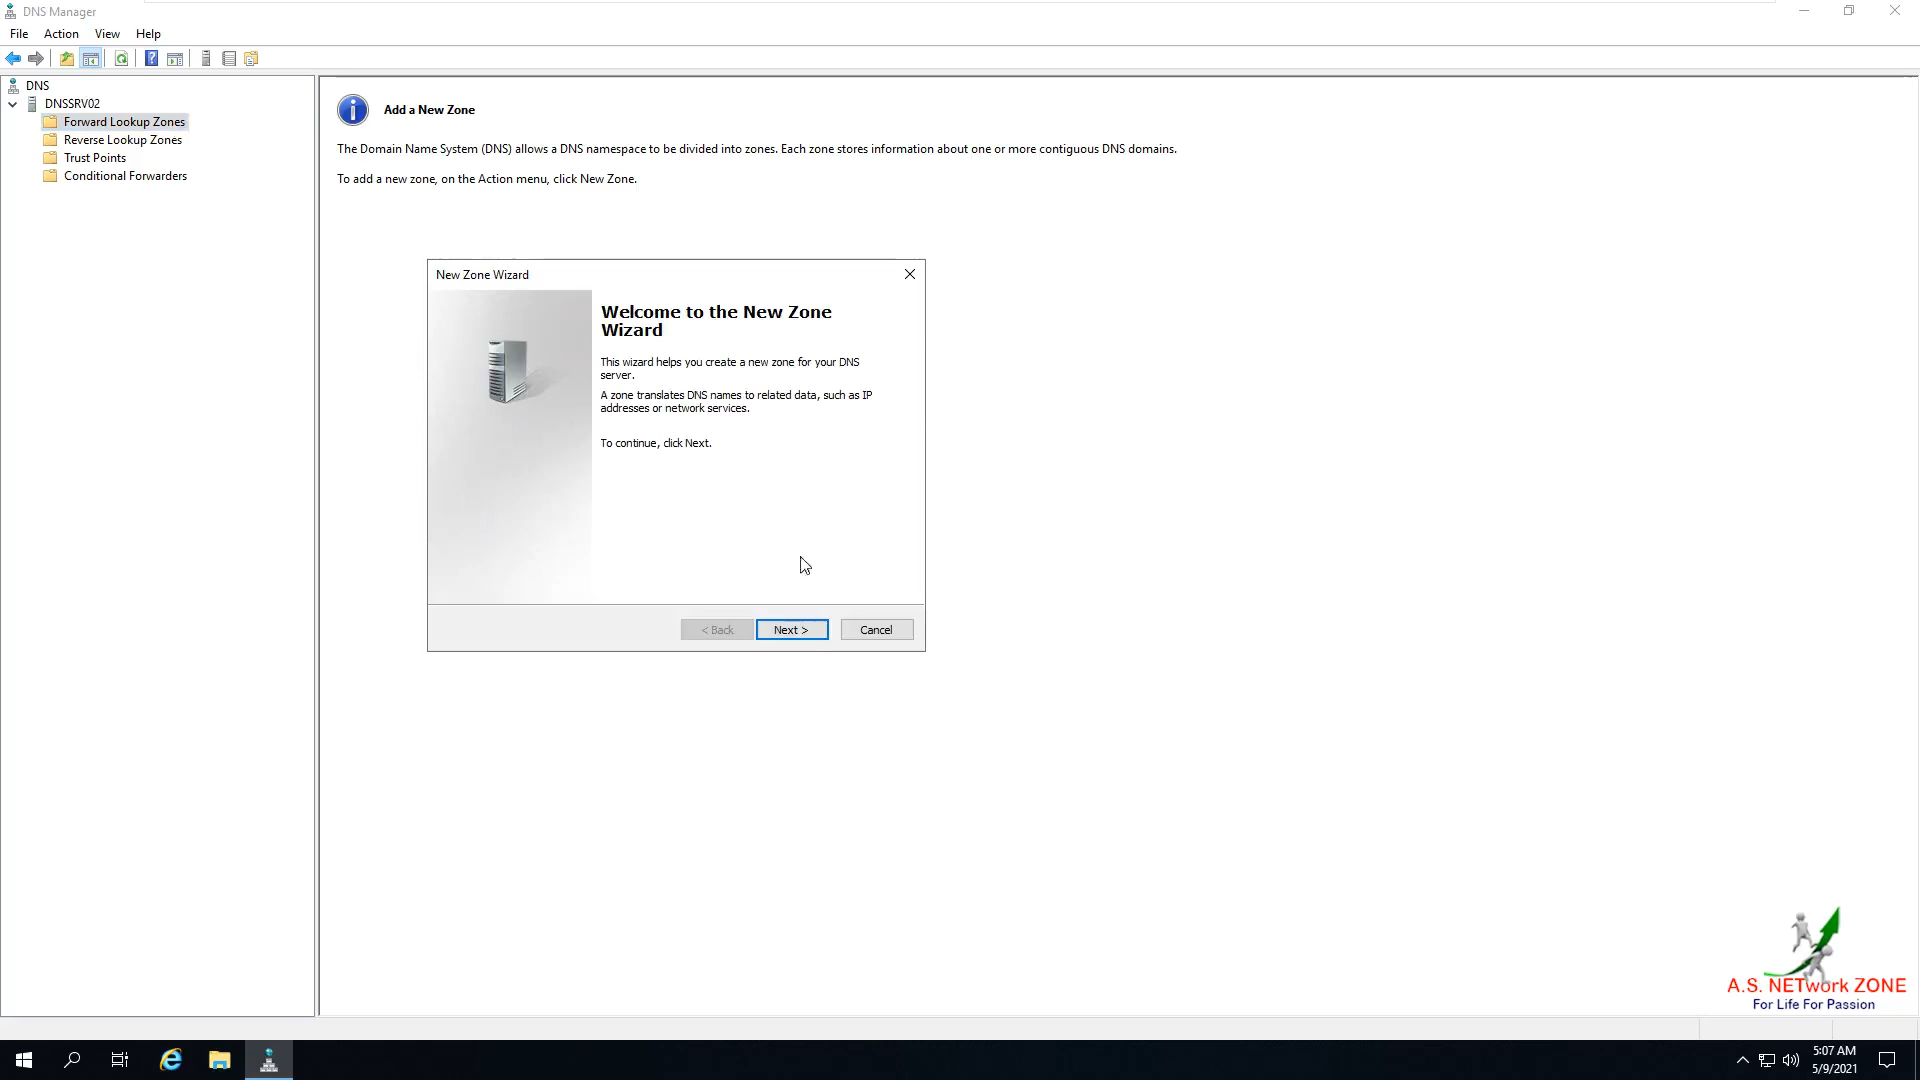 DNS Manager
File Action View Help
DNS
DNSSRV02
Forward Lookup Zones
Reverse Lookup Zones
Trust Points
Conditional Forwarders
Add a New Zone
The Domain Name System (DNS) allows a DNS namespace to be divided into zones. Each zone stores information about one or more contiguous DNS domains.
To add a new zone, on the Action menu, click New Zone.
New Zone Wizard
Welcome to the New Zone
Wizard
This wizard helps you create a new zone for your DNS
server.
A zone translates DNS names to related data, such as IP
addresses or network services.
To continue, click Next.
< Back Next > Cancel
A.S. NETwork ZONE
For Life For Passion
5:07 AM
5/9/2021